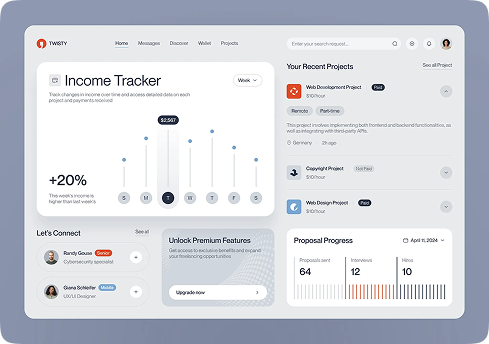 TWISTY
Home
Messages
Discover
Wallet
Projects
Enter your search request...
Income Tracker
Week
Track changes in income over time and access detailed data on each
project and payments received
$2,567
+20%
This week's income is
higher than last week's
S
M
T
W
T
F
S
Your Recent Projects
See all Project
Web Development Project
Paid
$10/hour
Remote
Part-time
This project involves implementing both frontend and backend functionalities, as
well as integrating with third-party APIs.
Germany
2h ago
Copyright Project
Not Paid
$10/hour
Web Design Project
Paid
$10/hour
Let's Connect
See all
Randy Gouse
Senior
Cybersecurity specialist
Giana Schleifer
Middle
UX/UI Designer
Unlock Premium Features
Get access to exclusive benefits and expand
your freelancing opportunities
Upgrade now
Proposal Progress
April 11, 2024
Proposals sent
64
Interviews
12
Hires
10